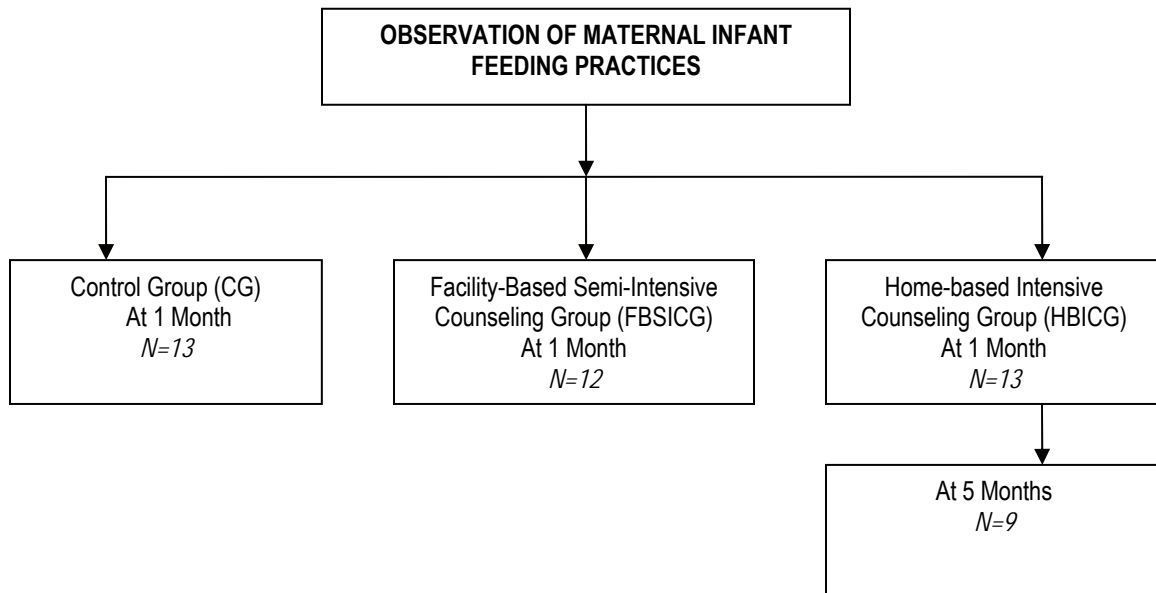 OBSERVATION OF MATERNAL INFANT
FEEDING PRACTICES
Control Group (CG)
At 1 Month
N=13
Facility-Based Semi-Intensive
Counseling Group (FBSICG)
At 1 Month
N=12
Home-based Intensive
Counseling Group (HBICG)
At 1 Month
N=13
At 5 Months
N=9